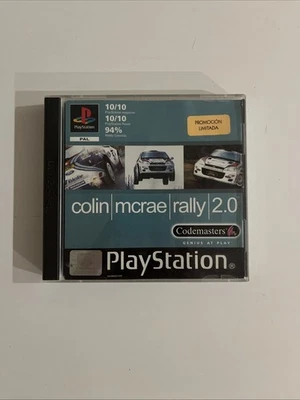 PlayStation
PAL
10/10
10/10
94%
PROMOCIÓN
LIMITADA
colin | mcrae | rally | 2.0
Codemasters
GENIUS AT PLAY
PlayStation®